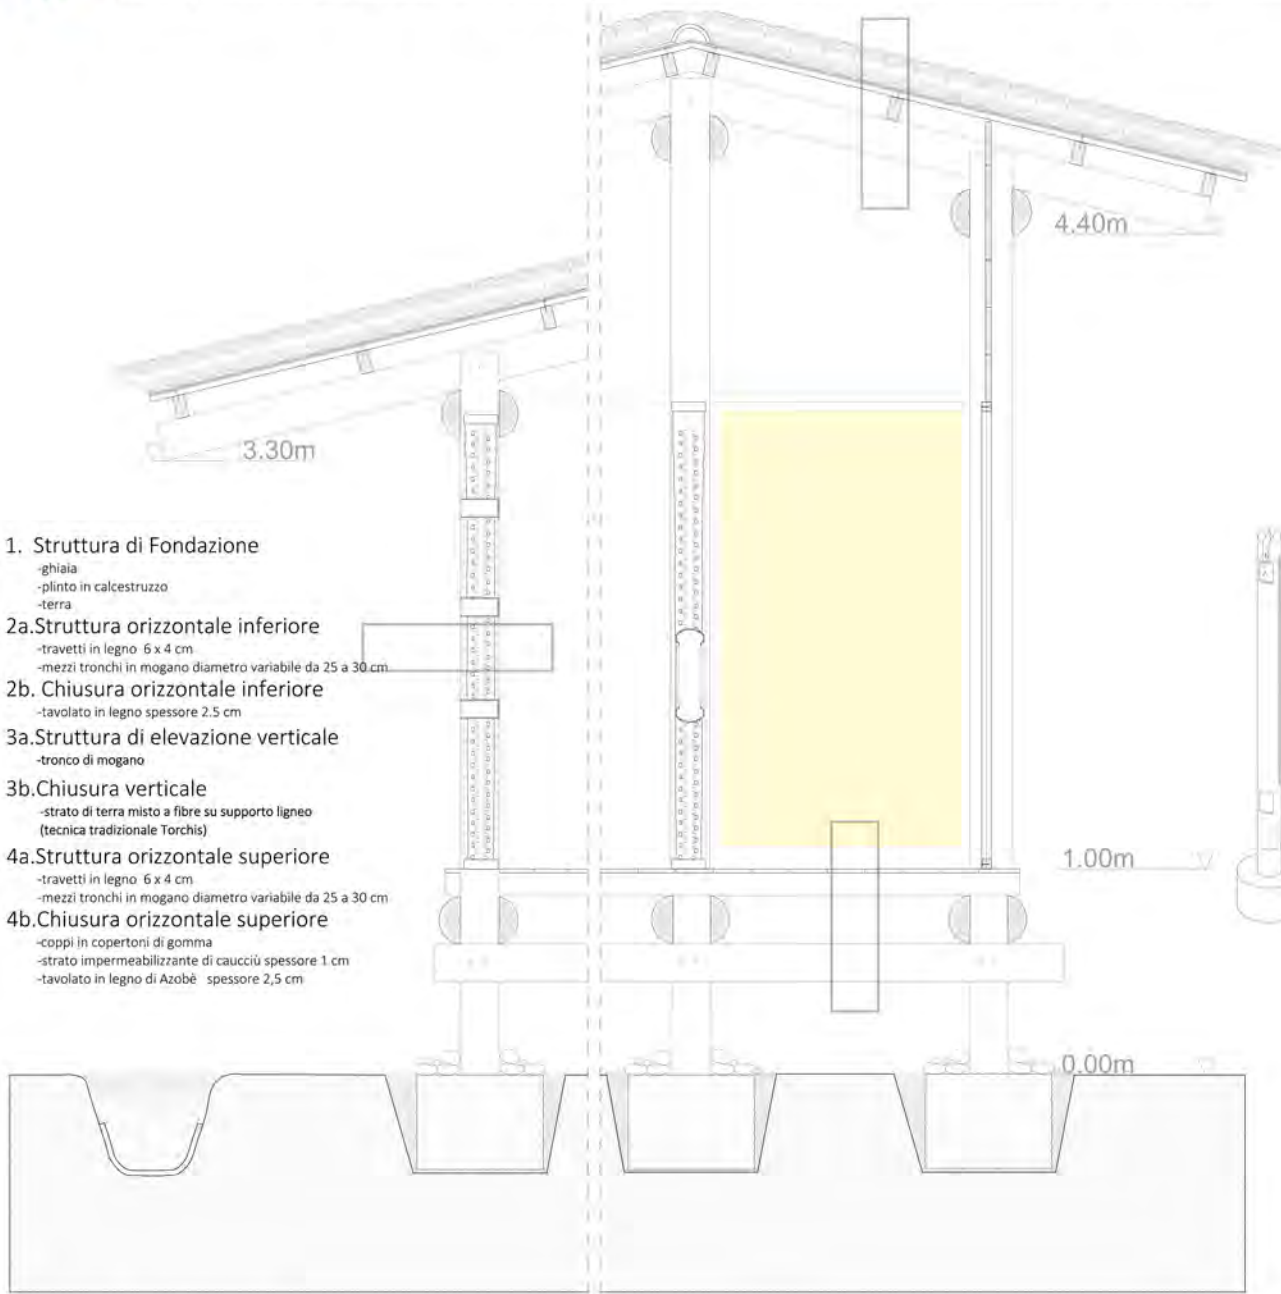 4.40m
3.30m
1. Struttura di Fondazione
-ghiaia
-plinto in calcestruzzo
-terra
2a.Struttura orizzontale inferiore
-travetti in legno 6 x 4 cm
-mezzi tronchi in mogano diametro variabile da 25 a 30 cm
2b. Chiusura orizzontale inferiore
-tavolato in legno spessore 2.5 cm
3a.Struttura di elevazione verticale
-tronco di mogano
3b.Chiusura verticale
-strato di terra misto a fibre su supporto ligneo
(tecnica tradizionale Torchis)
4a.Struttura orizzontale superiore
-travetti in legno 6 x 4 cm
-mezzi tronchi in mogano diametro variabile da 25 a 30 cm
4b.Chiusura orizzontale superiore
-coppi in copertoni di gomma
-strato impermeabilizzante di caucciù spessore 1 cm
-tavolato in legno di Azobè spessore 2,5 cm
1.00m
0.00m